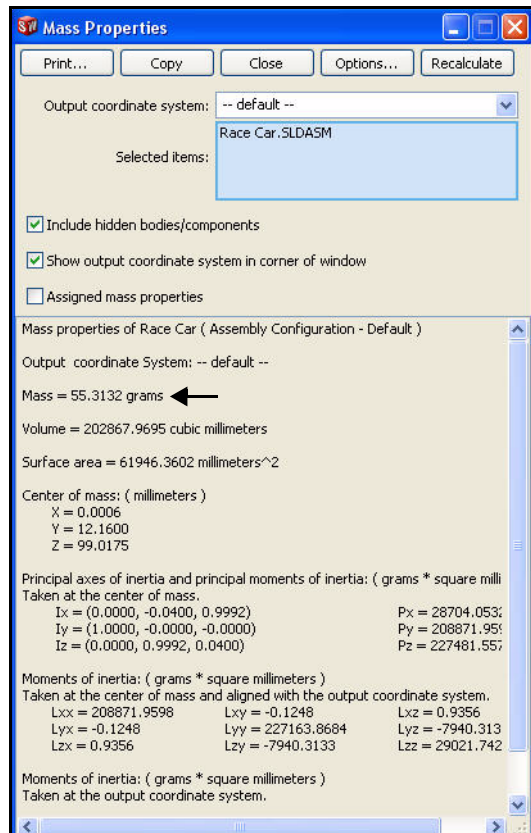 SW Mass Properties
Print... Copy Close Options... Recalculate
Output coordinate system: -- default --
Selected items: Race Car.SLDASM
Include hidden bodies/components
Show output coordinate system in corner of window
Assigned mass properties
Mass properties of Race Car ( Assembly Configuration - Default )
Output coordinate System: -- default --
Mass = 55.3132 grams
Volume = 202867.9695 cubic millimeters
Surface area = 61946.3602 millimeters^2
Center of mass: ( millimeters )
X = 0.0006
Y = 12.1600
Z = 99.0175
Principal axes of inertia and principal moments of inertia: ( grams * square milli
Taken at the center of mass.
Ix = (0.0000, -0.0400, 0.9992) Px = 28704.053
Iy = (1.0000, -0.0000, -0.0000) Py = 208871.95
Iz = (0.0000, 0.9992, 0.0400) Pz = 227481.557
Moments of inertia: ( grams * square millimeters )
Taken at the center of mass and aligned with the output coordinate system.
Lxx = 208871.9598 Lxy = -0.1248 Lxz = 0.9356
Lyx = -0.1248 Lyy = 227163.8684 Lyz = -7940.313
Lzx = 0.9356 Lzy = -7940.3133 Lzz = 29021.742
Moments of inertia: ( grams * square millimeters )
Taken at the output coordinate system.